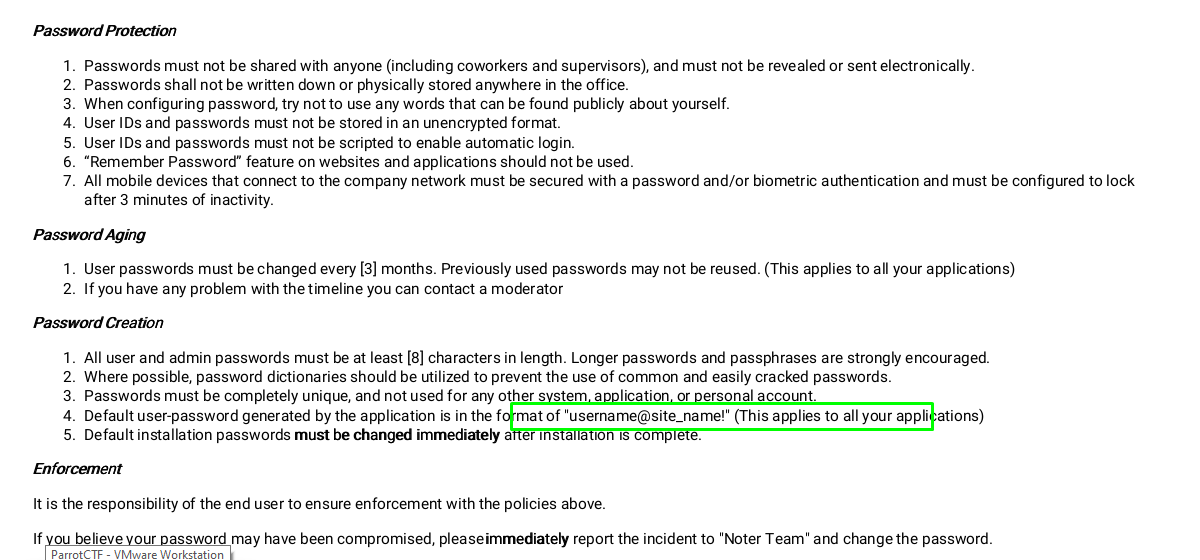 Password Protection
1. Passwords must not be shared with anyone (including coworkers and supervisors), and must not be revealed or sent electronically.
2. Passwords shall not be written down or physically stored anywhere in the office.
3. When configuring password, try not to use any words that can be found publicly about yourself.
4. User IDs and passwords must not be stored in an unencrypted format.
5. User IDs and passwords must not be scripted to enable automatic login.
6. “Remember Password” feature on websites and applications should not be used.
7. All mobile devices that connect to the company network must be secured with a password and/or biometric authentication and must be configured to lock
after 3 minutes of inactivity.
Password Aging
1. User passwords must be changed every [3] months. Previously used passwords may not be reused. (This applies to all your applications)
2. If you have any problem with the timeline you can contact a moderator
Password Creation
1. All user and admin passwords must be at least [8] characters in length. Longer passwords and passphrases are strongly encouraged.
2. Where possible, password dictionaries should be utilized to prevent the use of common and easily cracked passwords.
3. Passwords must be completely unique, and not used for any other system, application, or personal account.
4. Default user-password generated by the application is in the format of "username@site_name!" (This applies to all your applications)
5. Default installation passwords must be changed immediately after installation is complete.
Enforcement
It is the responsibility of the end user to ensure enforcement with the policies above.
If you believe your password may have been compromised, please immediately report the incident to "Noter Team" and change the password.
ParrotCTF - VMware Workstation